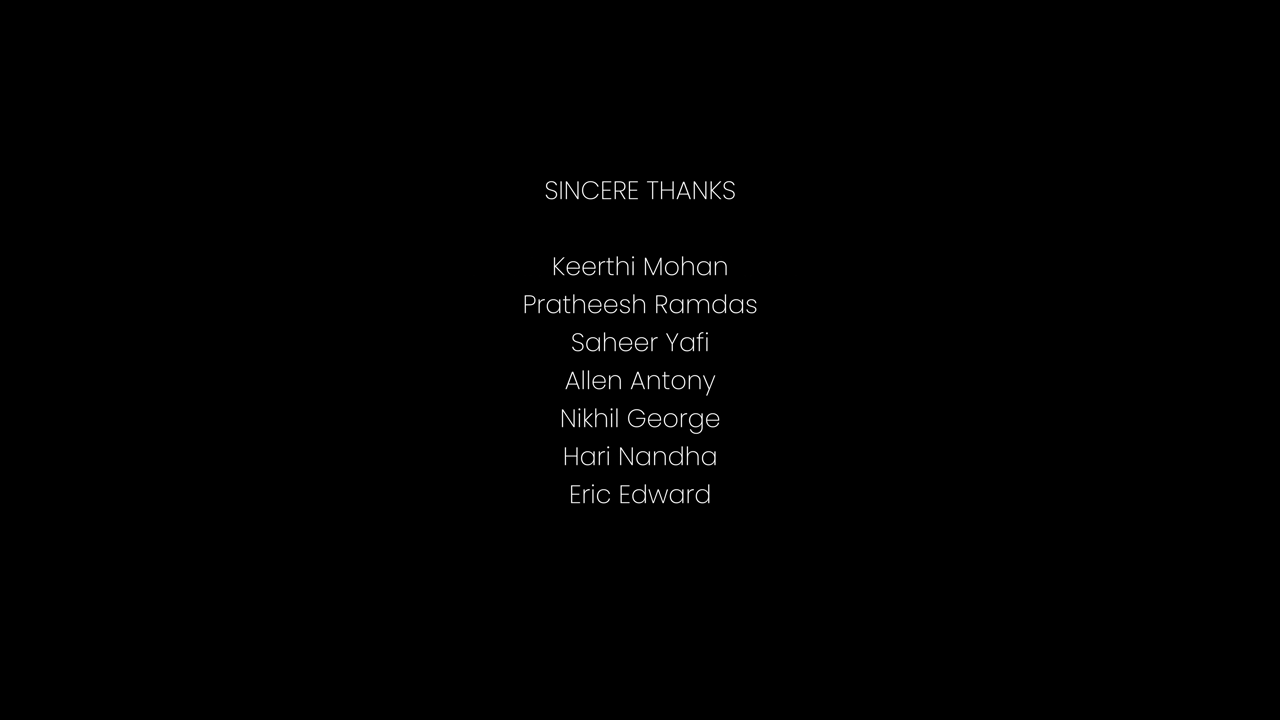 SINCERE THANKS
Keerthi Mohan
Pratheesh Ramdas
Saheer Yafi
Allen Antony
Nikhil George
Hari Nandha
Eric Edward